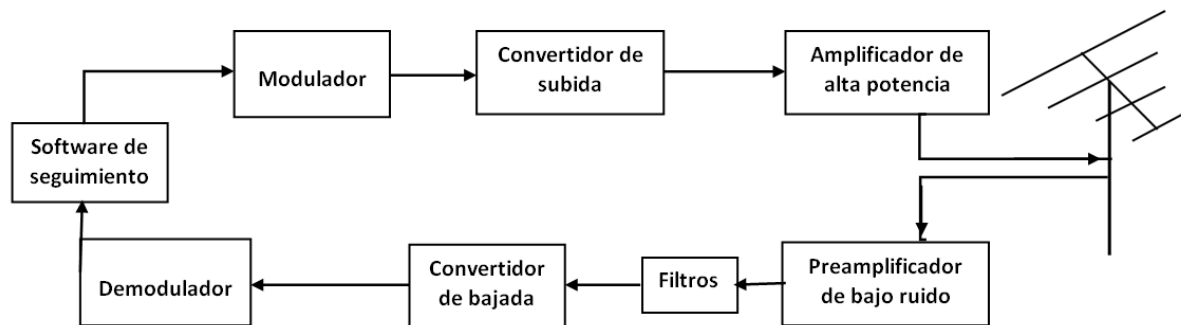 Modulador
Convertidor de
subida
Amplificador de
alta potencia
Software de
seguimiento
Demodulador
Convertidor
de bajada
Filtros
Preamplificador
de bajo ruido